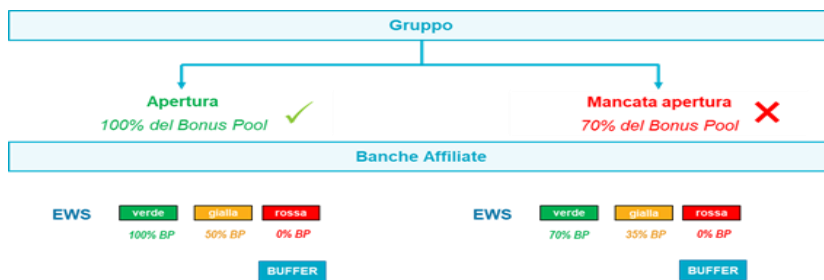 Gruppo
Apertura
100% del Bonus Pool
Mancata apertura
70% del Bonus Pool
Banche Affiliate
EWS verde gialla rossa
100% BP 50% BP 0% BP
BUFFER
EWS verde gialla rossa
70% BP 35% BP 0% BP
BUFFER